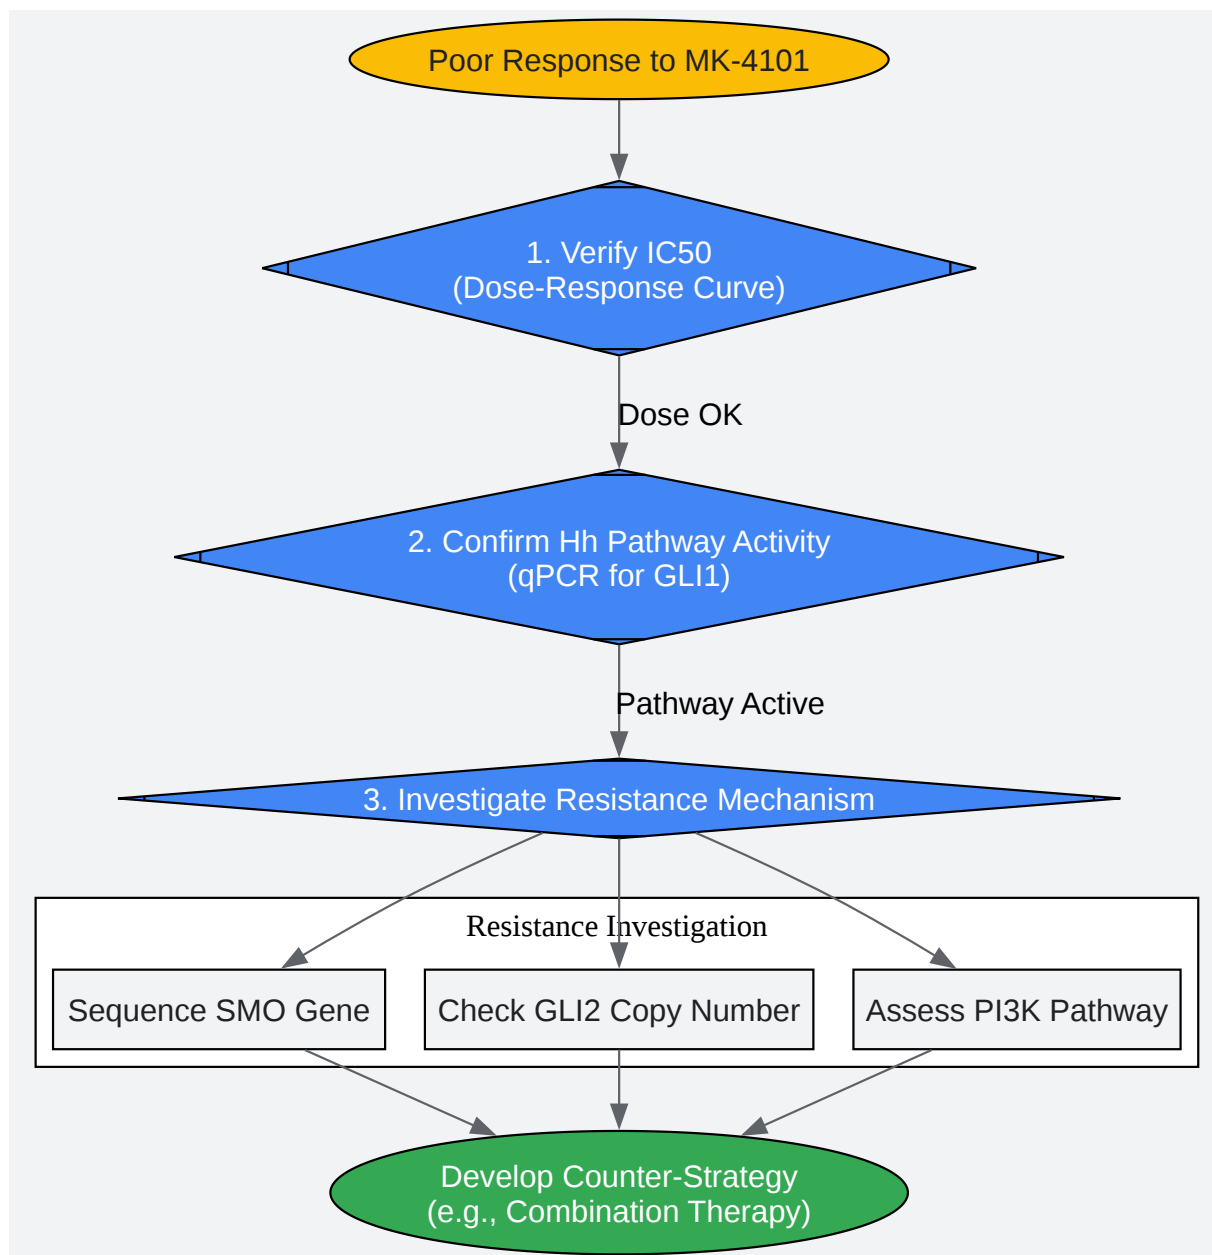 Poor Response to MK-4101
1. Verify IC50
(Dose-Response Curve)
Dose OK
2. Confirm Hh Pathway Activity
(qPCR for GLI1)
Pathway Active
3. Investigate Resistance Mechanism
Resistance Investigation
Sequence SMO Gene
Check GLI2 Copy Number
Assess PI3K Pathway
Develop Counter-Strategy
(e.g., Combination Therapy)